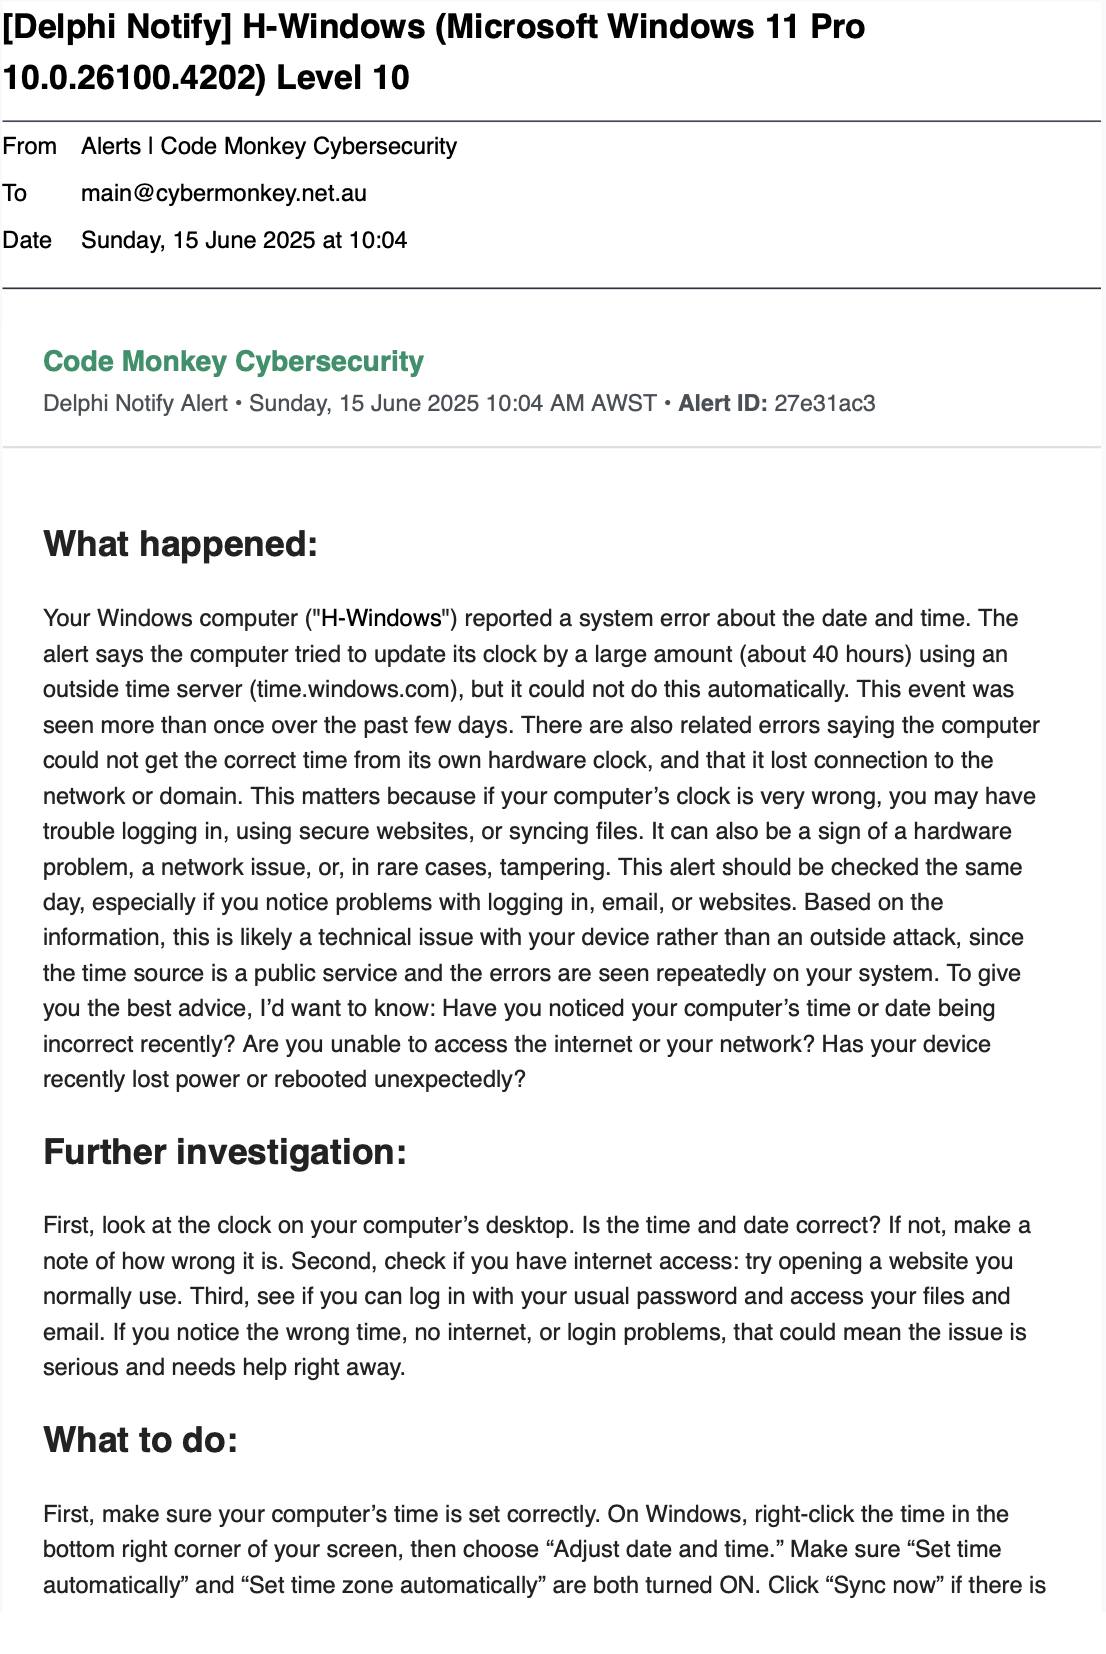 [Delphi Notify] H-Windows (Microsoft Windows 11 Pro
10.0.26100.4202) Level 10
From Alerts | Code Monkey Cybersecurity
To main@cybermonkey.net.au
Date Sunday, 15 June 2025 at 10:04
Code Monkey Cybersecurity
Delphi Notify Alert • Sunday, 15 June 2025 10:04 AM AWST • Alert ID: 27e31ac3
What happened:
Your Windows computer ("H-Windows") reported a system error about the date and time. The
alert says the computer tried to update its clock by a large amount (about 40 hours) using an
outside time server (time.windows.com), but it could not do this automatically. This event was
seen more than once over the past few days. There are also related errors saying the computer
could not get the correct time from its own hardware clock, and that it lost connection to the
network or domain. This matters because if your computer’s clock is very wrong, you may have
trouble logging in, using secure websites, or syncing files. It can also be a sign of a hardware
problem, a network issue, or, in rare cases, tampering. This alert should be checked the same
day, especially if you notice problems with logging in, email, or websites. Based on the
information, this is likely a technical issue with your device rather than an outside attack, since
the time source is a public service and the errors are seen repeatedly on your system. To give
you the best advice, I’d want to know: Have you noticed your computer’s time or date being
incorrect recently? Are you unable to access the internet or your network? Has your device
recently lost power or rebooted unexpectedly?
Further investigation:
First, look at the clock on your computer’s desktop. Is the time and date correct? If not, make a
note of how wrong it is. Second, check if you have internet access: try opening a website you
normally use. Third, see if you can log in with your usual password and access your files and
email. If you notice the wrong time, no internet, or login problems, that could mean the issue is
serious and needs help right away.
What to do:
First, make sure your computer’s time is set correctly. On Windows, right-click the time in the
bottom right corner of your screen, then choose “Adjust date and time.” Make sure “Set time
automatically” and “Set time zone automatically” are both turned ON. Click “Sync now” if there is